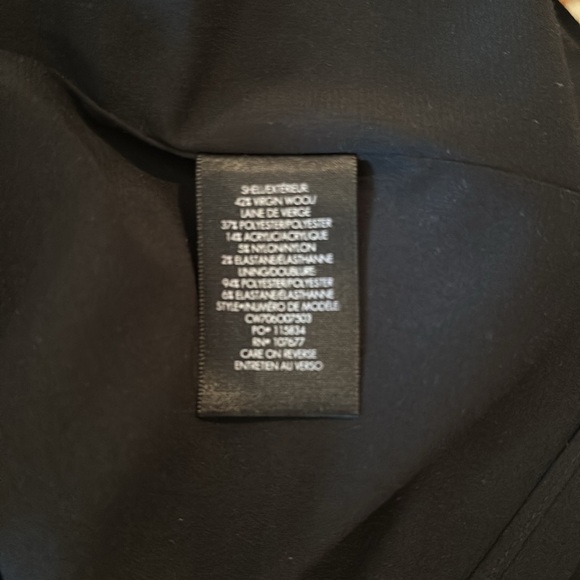 SHELL/EXTÉRIEUR
42% VIRGIN WOOL/
LAINE DE VERGE
37% POLYESTER/POLYESTER
14% ACRYLIC/ACRYLIQUE
5% NYLON/NYLON
2% ELASTANE/ÉLASTHANNE
LINING/DOUBLURE:
94% POLYESTER/POLYESTER
6% ELASTANE/ÉLASTHANNE
STYLE#/NUMÉRO DE MODÈLE:
PO# 115834
RN# 107677
CARE ON REVERSE
ENTRETIEN AU VERSO